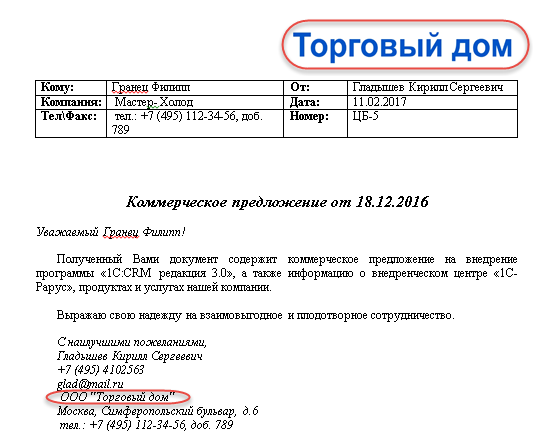 Торговый дом
Кому: Гранец Филипп От: Гладышев Кирилл Сергеевич
Компания: Мастер-Холод Дата: 11.02.2017
Тел\Факс: тел.: +7 (495) 112-34-56, доб. 789 Номер: ЦБ-5
Коммерческое предложение от 18.12.2016
Уважаемый Гранец Филипп!
Полученный Вами документ содержит коммерческое предложение на внедрение
программы «1С:CRM редакция 3.0», а также информацию о внедренческом центре «1С-
Рарус», продуктах и услугах нашей компании.
Выражаю свою надежду на взаимовыгодное и плодотворное сотрудничество.
С наилучшими пожеланиями,
Гладышев Кирилл Сергеевич
+7 (495) 4102563
glad@mail.ru
ООО "Торговый дом"
Москва, Симферопольский бульвар, д.6
тел.: +7 (495) 112-34-56, доб. 789